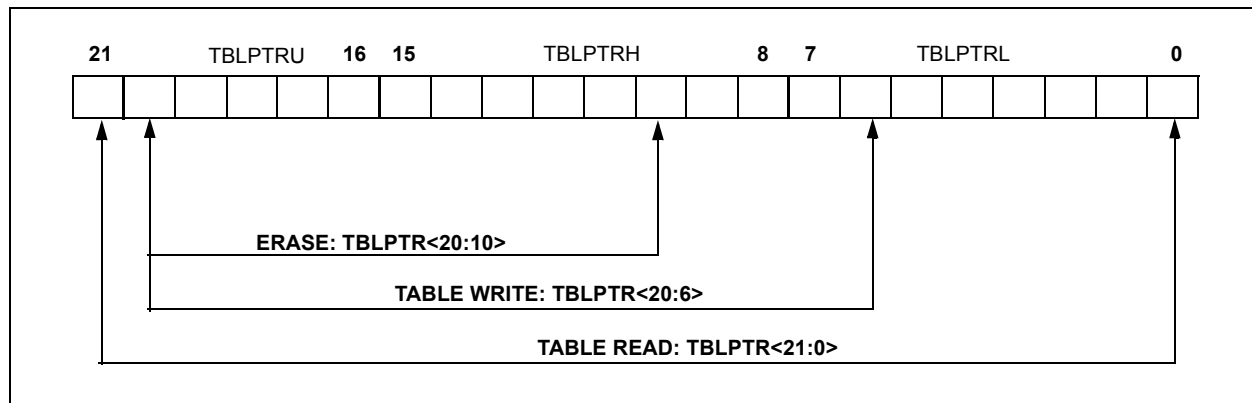 21 TBLPTRU 16 15 TBLPTRH 8 7 TBLPTRL 0
ERASE: TBLPTR<20:10>
TABLE WRITE: TBLPTR<20:6>
TABLE READ: TBLPTR<21:0>